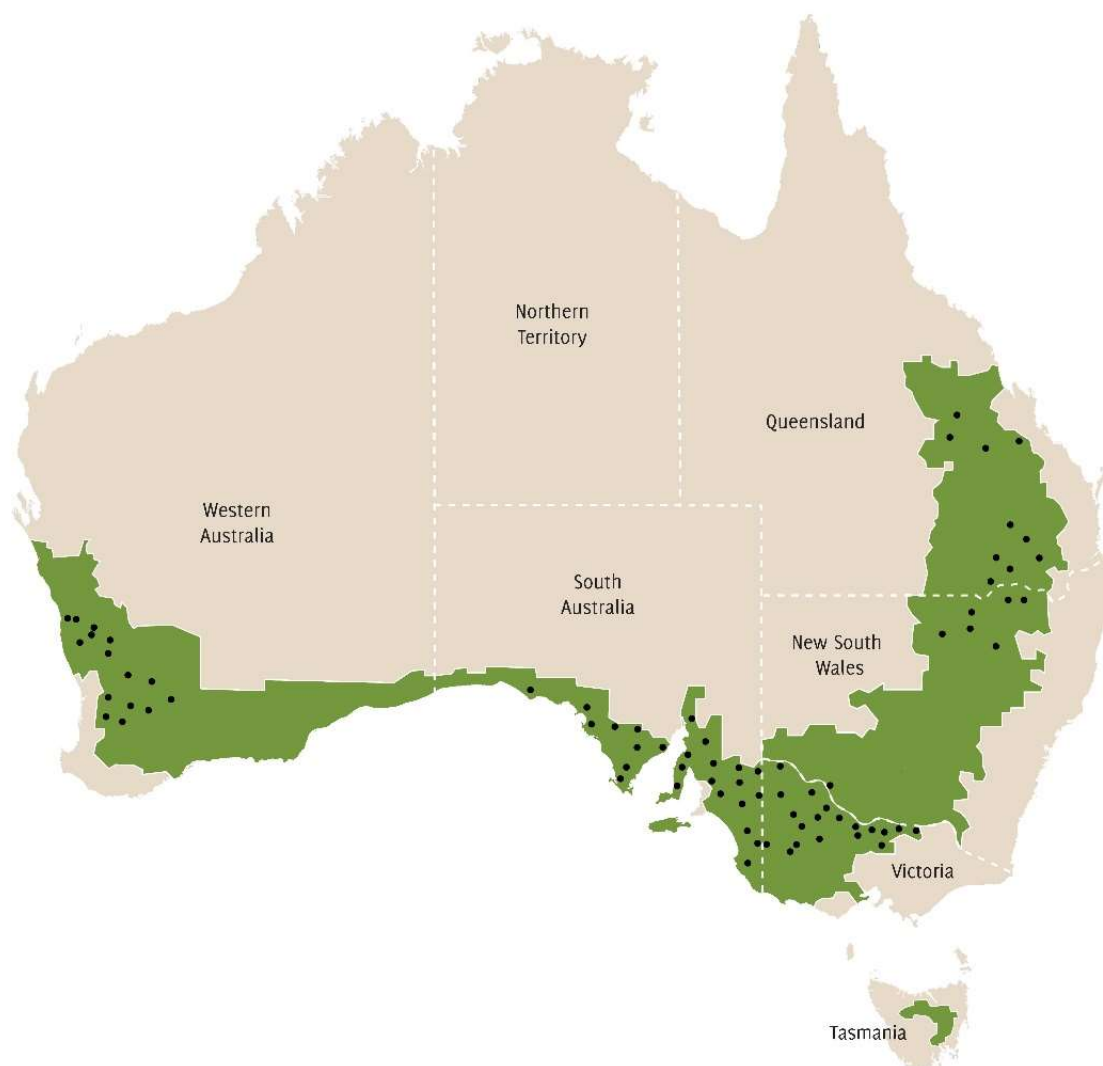 Northern
Territory
Queensland
Western
Australia
South
Australia
New South
Wales
Victoria
Tasmania